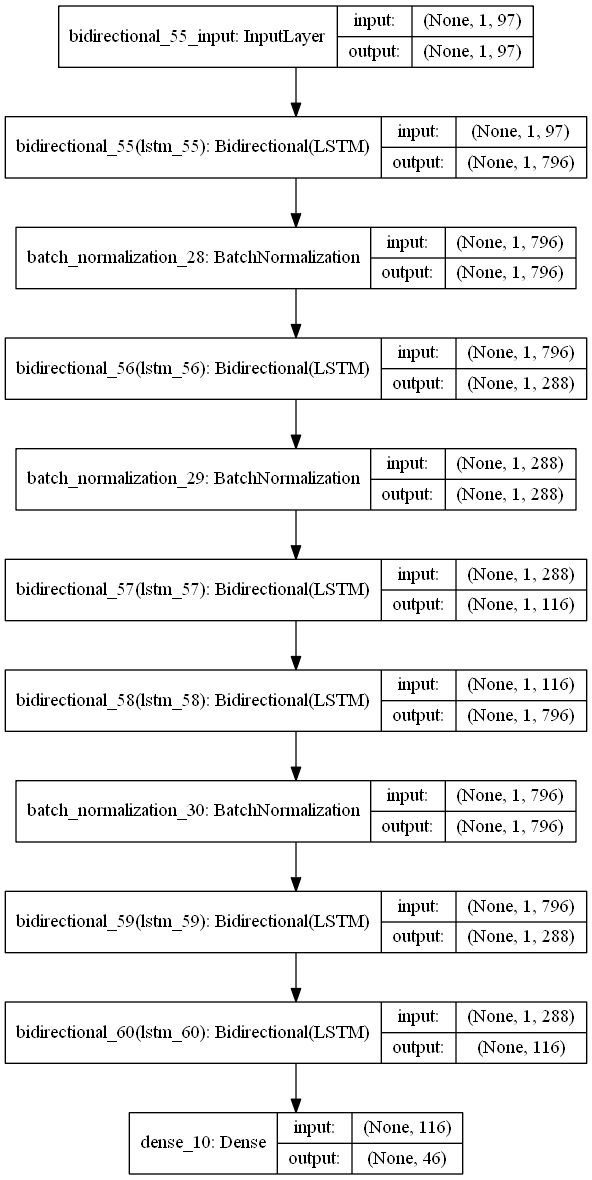 bidirectional_55_input: InputLayer
input: (None, 1, 97)
output: (None, 1, 97)
bidirectional_55(lstm_55): Bidirectional(LSTM)
input: (None, 1, 97)
output: (None, 1, 796)
batch_normalization_28: BatchNormalization
input: (None, 1, 796)
output: (None, 1, 796)
bidirectional_56(lstm_56): Bidirectional(LSTM)
input: (None, 1, 796)
output: (None, 1, 288)
batch_normalization_29: BatchNormalization
input: (None, 1, 288)
output: (None, 1, 288)
bidirectional_57(lstm_57): Bidirectional(LSTM)
input: (None, 1, 288)
output: (None, 1, 116)
bidirectional_58(lstm_58): Bidirectional(LSTM)
input: (None, 1, 116)
output: (None, 1, 796)
batch_normalization_30: BatchNormalization
input: (None, 1, 796)
output: (None, 1, 796)
bidirectional_59(lstm_59): Bidirectional(LSTM)
input: (None, 1, 796)
output: (None, 1, 288)
bidirectional_60(lstm_60): Bidirectional(LSTM)
input: (None, 1, 288)
output: (None, 116)
dense_10: Dense
input: (None, 116)
output: (None, 46)